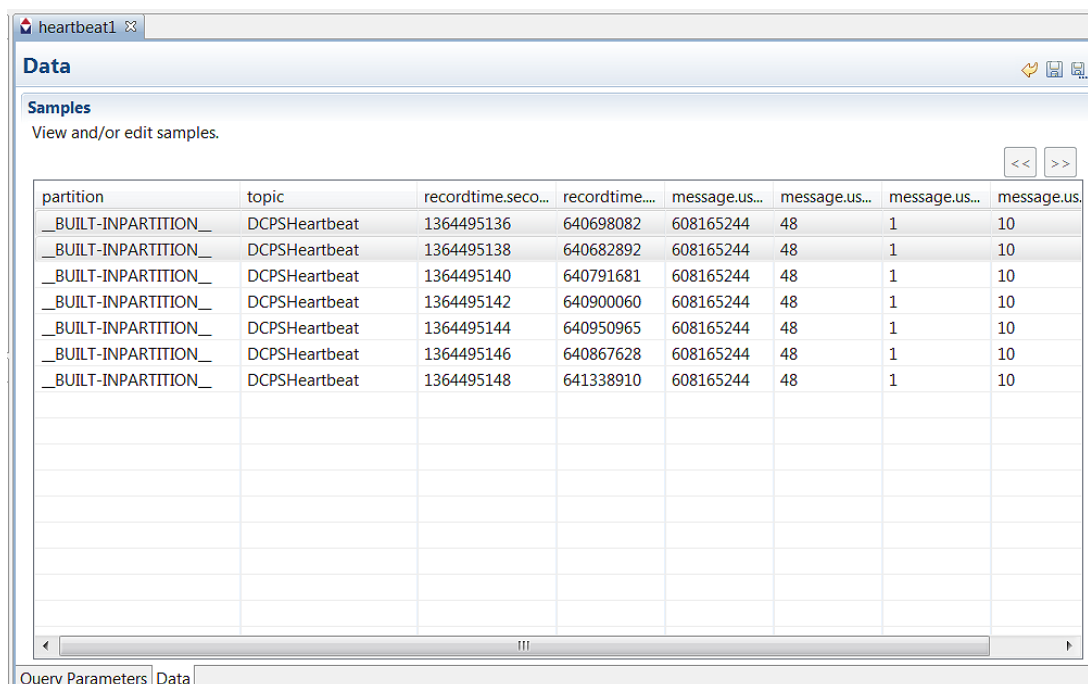 heartbeat1
Data
Samples
View and/or edit samples.
<< >>
partition topic recordtime.seco... recordtime.... message.us... message.us... message.us... message.us.
__BUILT-INPARTITION__ DCPSHeartbeat 1364495136 640698082 608165244 48 1 10
__BUILT-INPARTITION__ DCPSHeartbeat 1364495138 640682892 608165244 48 1 10
__BUILT-INPARTITION__ DCPSHeartbeat 1364495140 640791681 608165244 48 1 10
__BUILT-INPARTITION__ DCPSHeartbeat 1364495142 640900060 608165244 48 1 10
__BUILT-INPARTITION__ DCPSHeartbeat 1364495144 640950965 608165244 48 1 10
__BUILT-INPARTITION__ DCPSHeartbeat 1364495146 640867628 608165244 48 1 10
__BUILT-INPARTITION__ DCPSHeartbeat 1364495148 641338910 608165244 48 1 10
Query Parameters Data